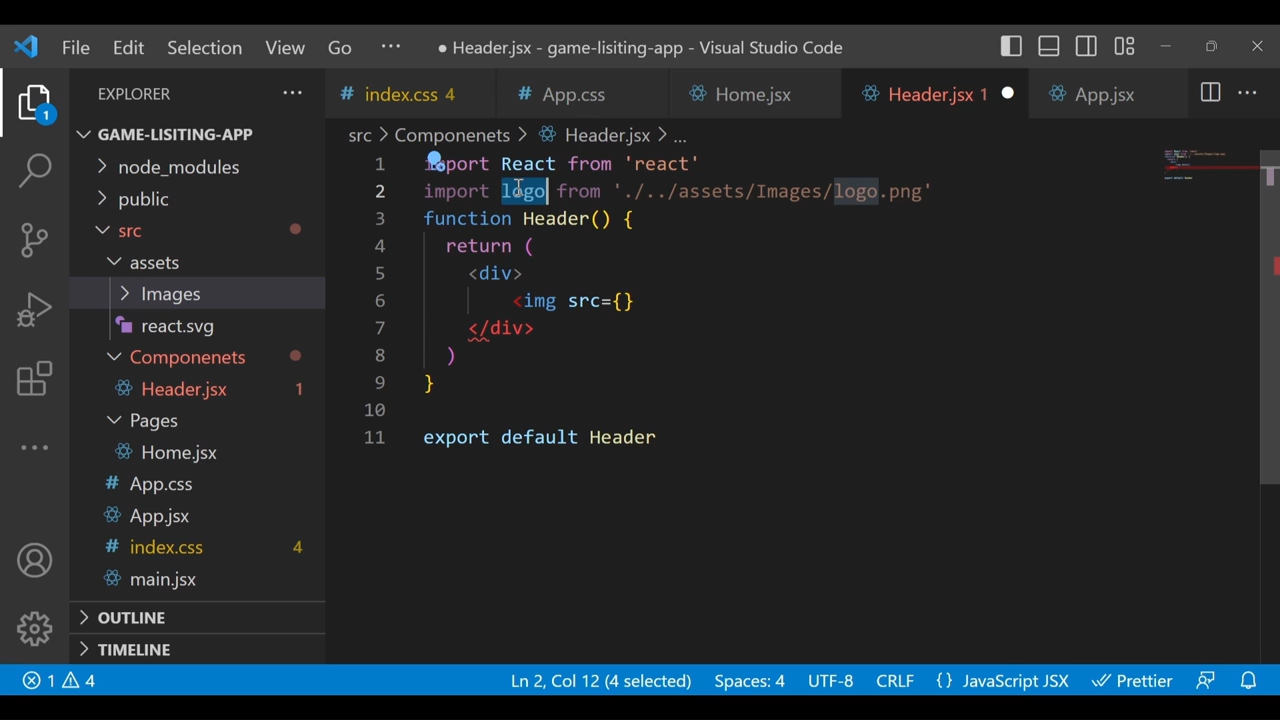 File Edit Selection View Go ··· ● Header.jsx - game-lisiting-app - Visual Studio Code
EXPLORER ···
1
GAME-LISITING-APP
node_modules
public
src
assets
Images
react.svg
Componenets
Header.jsx 1
Pages
Home.jsx
App.css
App.jsx
index.css 4
main.jsx
OUTLINE
TIMELINE
# index.css 4 # App.css Home.jsx Header.jsx 1 App.jsx ···
src > Componenets > Header.jsx > ...
1 import React from 'react'
2 import logo from './../assets/Images/logo.png'
3 function Header() {
4 return (
5 <div>
6 <img src={}
7 </div>
8 )
9 }
10
11 export default Header
1 4 Ln 2, Col 12 (4 selected) Spaces: 4 UTF-8 CRLF {} JavaScript JSX Prettier